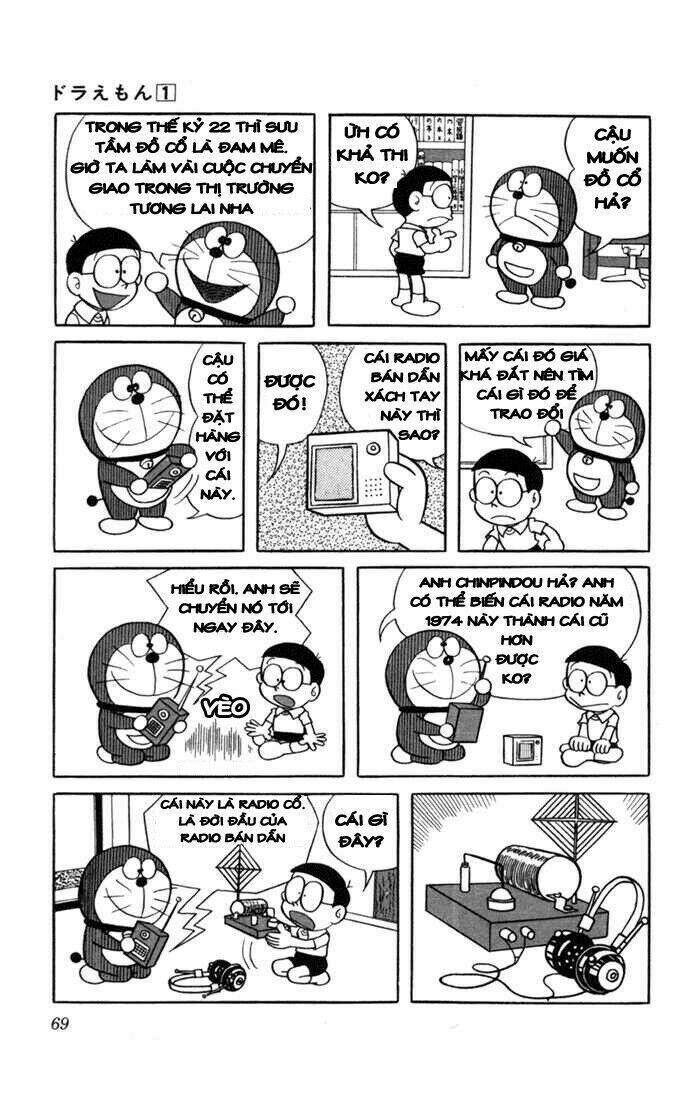 ドラえもん 1
CẬU
MUỐN
ĐỒ CỔ
HẢ?
ỪH CÓ
KHẢ THI
KO?
TRONG THẾ KỶ 22 THÌ SƯU
TẦM ĐỒ CỔ LÀ ĐAM MÊ.
GIỜ TA LÀM VÀI CUỘC CHUYỂN
GIAO TRONG THỊ TRƯỜNG
TƯƠNG LAI NHA
MẤY CÁI ĐÓ GIÁ
KHÁ ĐẮT NÊN TÌM
CÁI GÌ ĐÓ ĐỂ
TRAO ĐỔI
CÁI RADIO
BÁN DẪN
XÁCH TAY
NÀY THÌ
SAO?
ĐƯỢC
ĐÓ!
CẬU
CÓ
THỂ
ĐẶT
HÀNG
VỚI
CÁI
NÀY.
ANH CHINPINDOU HẢ? ANH
CÓ THỂ BIẾN CÁI RADIO NĂM
1974 NÀY THÀNH CÁI CŨ
HƠN
ĐƯỢC
KO?
HIỂU RỒI. ANH SẼ
CHUYỂN NÓ TỚI
NGAY ĐÂY.
VÈO
CÁI GÌ
ĐÂY?
CÁI NÀY LÀ RADIO CỔ.
LÀ ĐỜI ĐẦU CỦA
RADIO BÁN DẪN
69